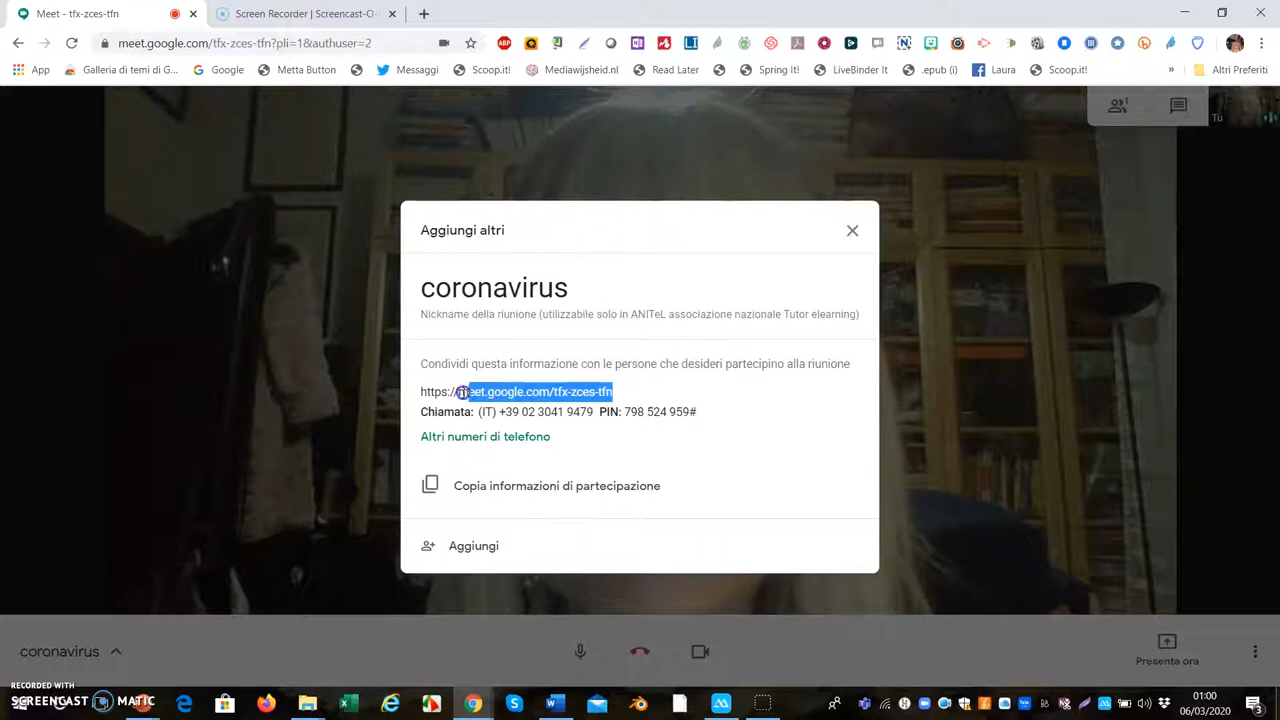 Meet - tfx-zces-tfn
Screen Recorder | Screencast-O-
meet.google.com/tfx-zces-tfn?pli=1&authuser=2
App
Galleria di temi di G...
Google
Metta Button
Messaggi
Scoop.it!
Mediawijsheid.nl
Read Later
Spring It!
LiveBinder It
.epub (i)
Laura
Scoop.it!
»
Altri Preferiti
Tu
Aggiungi altri
coronavirus
Nickname della riunione (utilizzabile solo in ANITeL associazione nazionale Tutor elearning)
Condividi questa informazione con le persone che desideri partecipino alla riunione
https://meet.google.com/tfx-zces-tfn
Chiamata: (IT) +39 02 3041 9479 PIN: 798 524 959#
Altri numeri di telefono
Copia informazioni di partecipazione
Aggiungi
coronavirus
Presenta ora
RECORDED WITH
SCREENCAST MATIC
01:00
06/03/2020